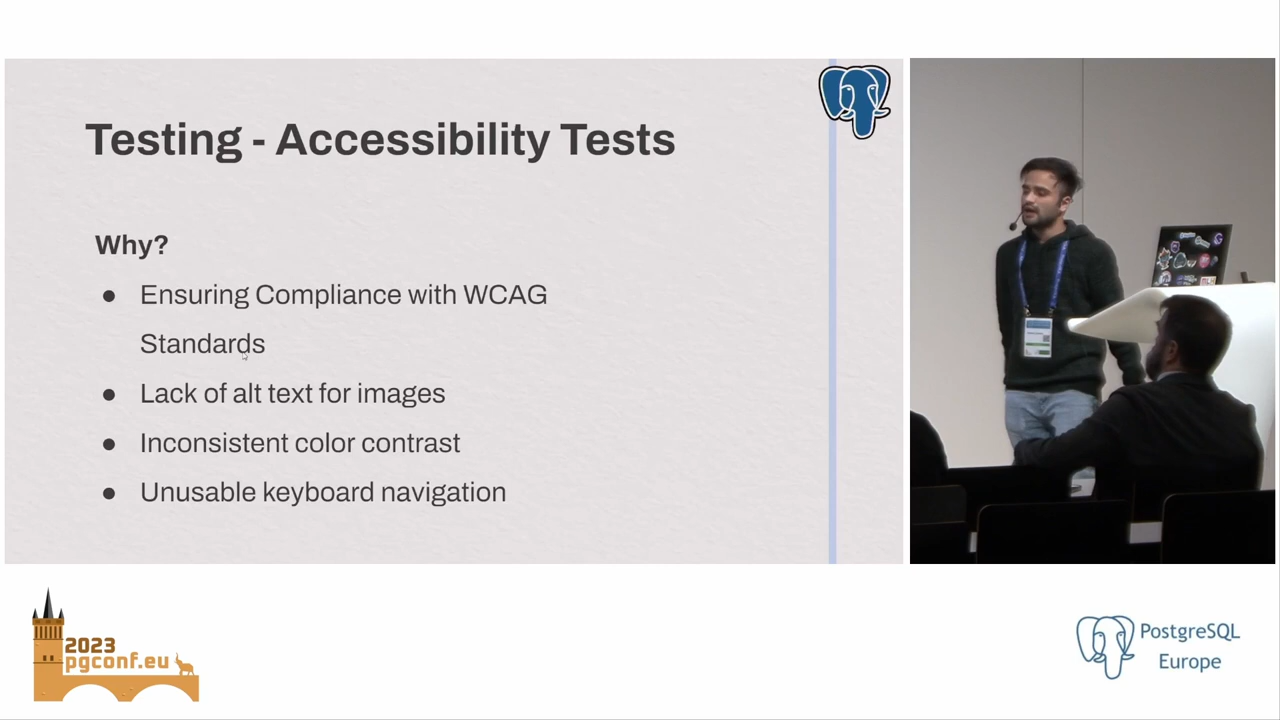 Testing - Accessibility Tests
Why?
● Ensuring Compliance with WCAG
Standards
● Lack of alt text for images
● Inconsistent color contrast
● Unusable keyboard navigation
2023
pgconf.eu
PostgreSQL
Europe